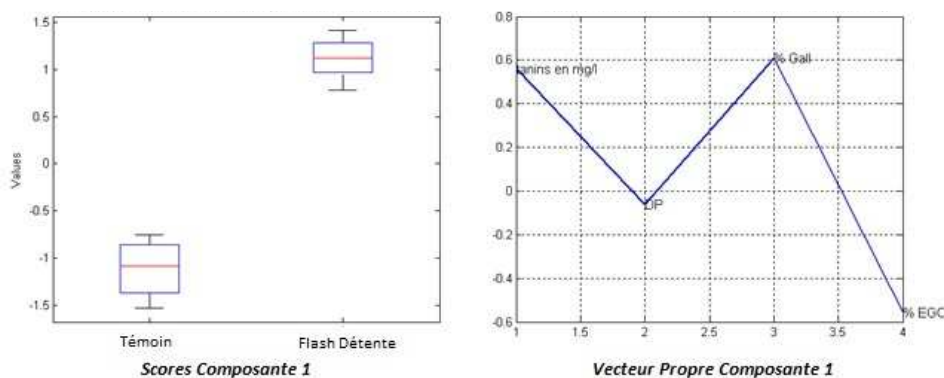 1.5
1
0.5
0
-0.5
-1
-1.5
Values
Témoin
Flash Détente
Scores Composante 1
0.8
0.6
0.4
0.2
0
-0.2
-0.4
-0.6
1
1.5
2
2.5
3
3.5
4
tanins en mg/l
DP
% Gall
% EGC
Vecteur Propre Composante 1